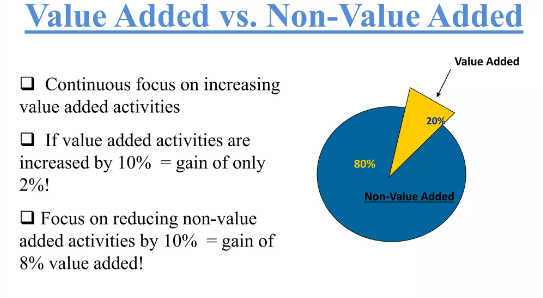 Value Added vs. Non-Value Added
❑ Continuous focus on increasing
value added activities
❑ If value added activities are
increased by 10% = gain of only
2%!
❑ Focus on reducing non-value
added activities by 10% = gain of
8% value added!
Value Added
20%
80%
Non-Value Added